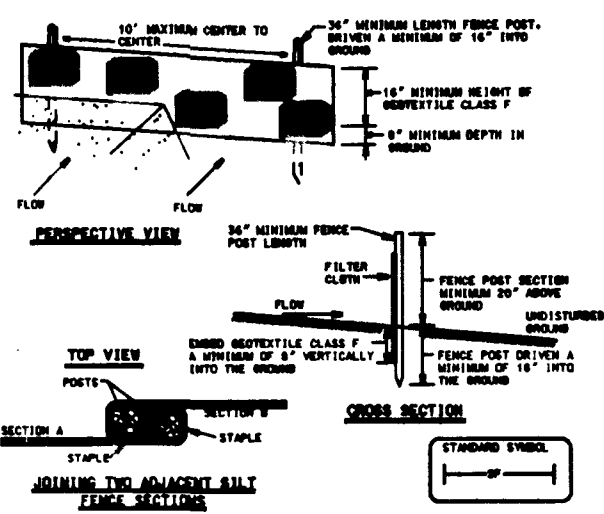 10' MAXIMUM CENTER TO
CENTER
36" MINIMUM LENGTH FENCE POST,
DRIVEN A MINIMUM OF 16" INTO
GROUND
16" MINIMUM HEIGHT OF
GEOTEXTILE CLASS F
8" MINIMUM DEPTH IN
GROUND
FLOW
FLOW
PERSPECTIVE VIEW
36" MINIMUM FENCE
POST LENGTH
FILTER
CLOTH
FENCE POST SECTION
MINIMUM 20" ABOVE
GROUND
FLOW
UNDISTURBED
GROUND
EMBED GEOTEXTILE CLASS F
A MINIMUM OF 8" VERTICALLY
INTO THE GROUND
FENCE POST DRIVEN A
MINIMUM OF 16" INTO
THE GROUND
CROSS SECTION
TOP VIEW
POSTS
SECTION B
SECTION A
STAPLE
STAPLE
JOINING TWO ADJACENT SILT
FENCE SECTIONS
STANDARD SYMBOL
SF